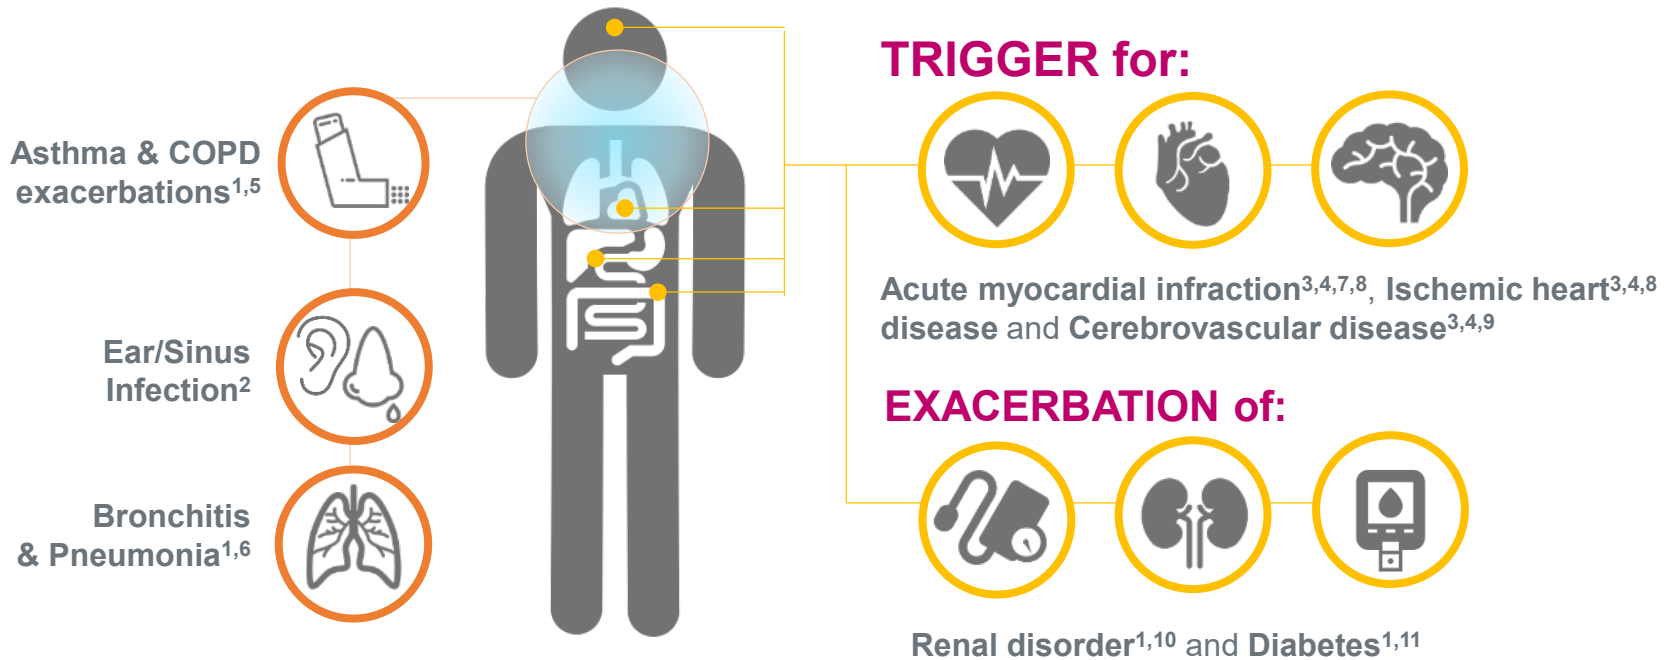 TRIGGER for:
Asthma & COPD
exacerbations1,5
Acute myocardial infraction3,4,7,8, Ischemic heart3,4,8
disease and Cerebrovascular disease3,4,9
Ear/Sinus
Infection2
EXACERBATION of:
Bronchitis
& Pneumonia1,6
Renal disorder1,10 and Diabetes1,11